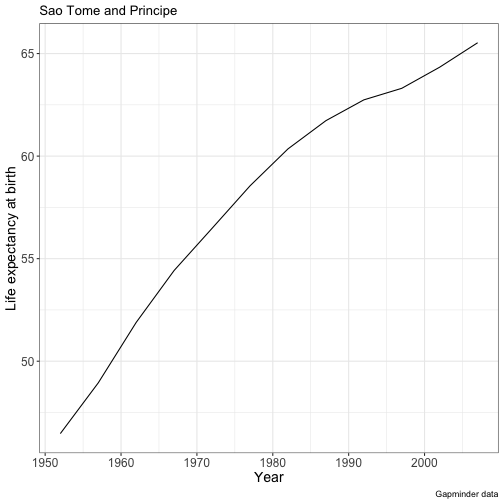 Sao Tome and Principe
65
60
55
50
Life expectancy at birth
1950 1960 1970 1980 1990 2000
Year
Gapminder data